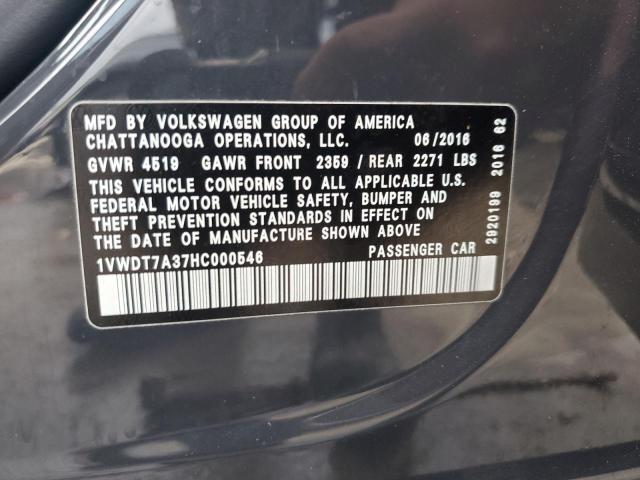 MFD BY VOLKSWAGEN GROUP OF AMERICA
CHATTANOOGA OPERATIONS, LLC. 06/2016
GVWR 4519 GAWR FRONT 2359 / REAR 2271 LBS
THIS VEHICLE CONFORMS TO ALL APPLICABLE U.S.
FEDERAL MOTOR VEHICLE SAFETY, BUMPER AND
THEFT PREVENTION STANDARDS IN EFFECT ON
THE DATE OF MANUFACTURE SHOWN ABOVE
1VWDT7A37HC000546 PASSENGER CAR
2920199 2016 62